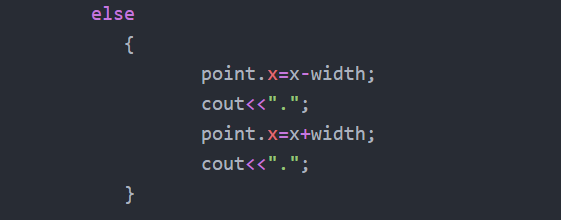 else
{
point.x=x-width;
cout<<".";
point.x=x+width;
cout<<".";
}